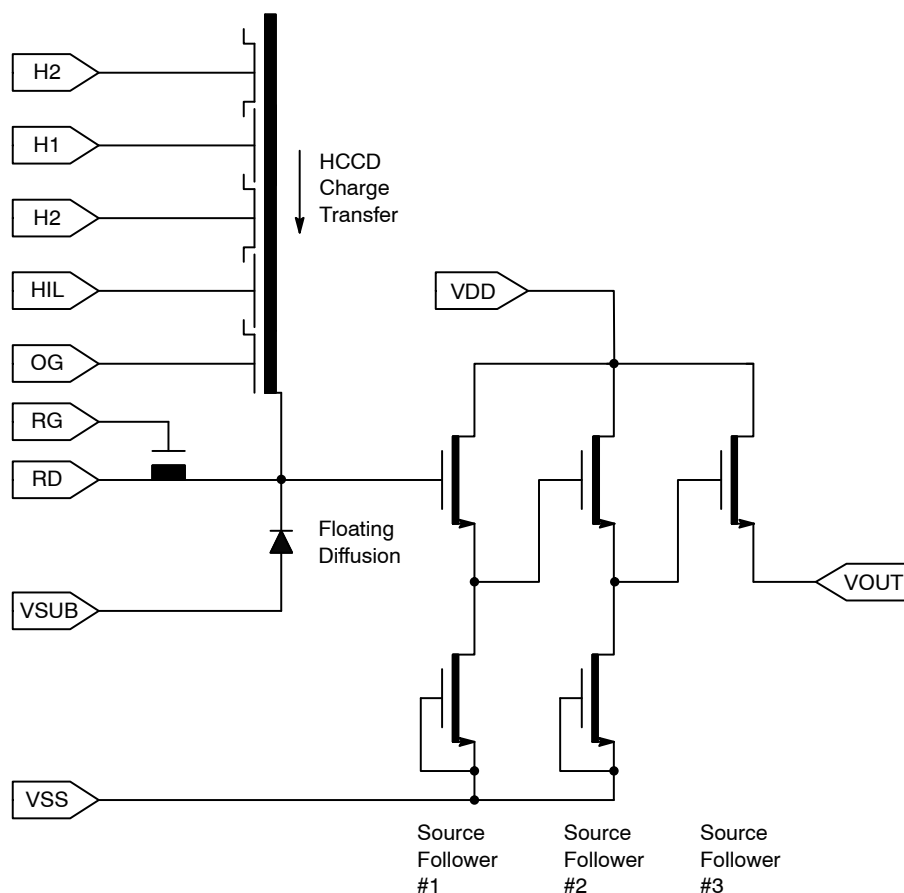 H2
H1
HCCD
Charge
Transfer
H2
HIL
VDD
OG
RG
RD
Floating
Diffusion
VSUB
VOUT
VSS
Source
Follower
#1
Source
Follower
#2
Source
Follower
#3